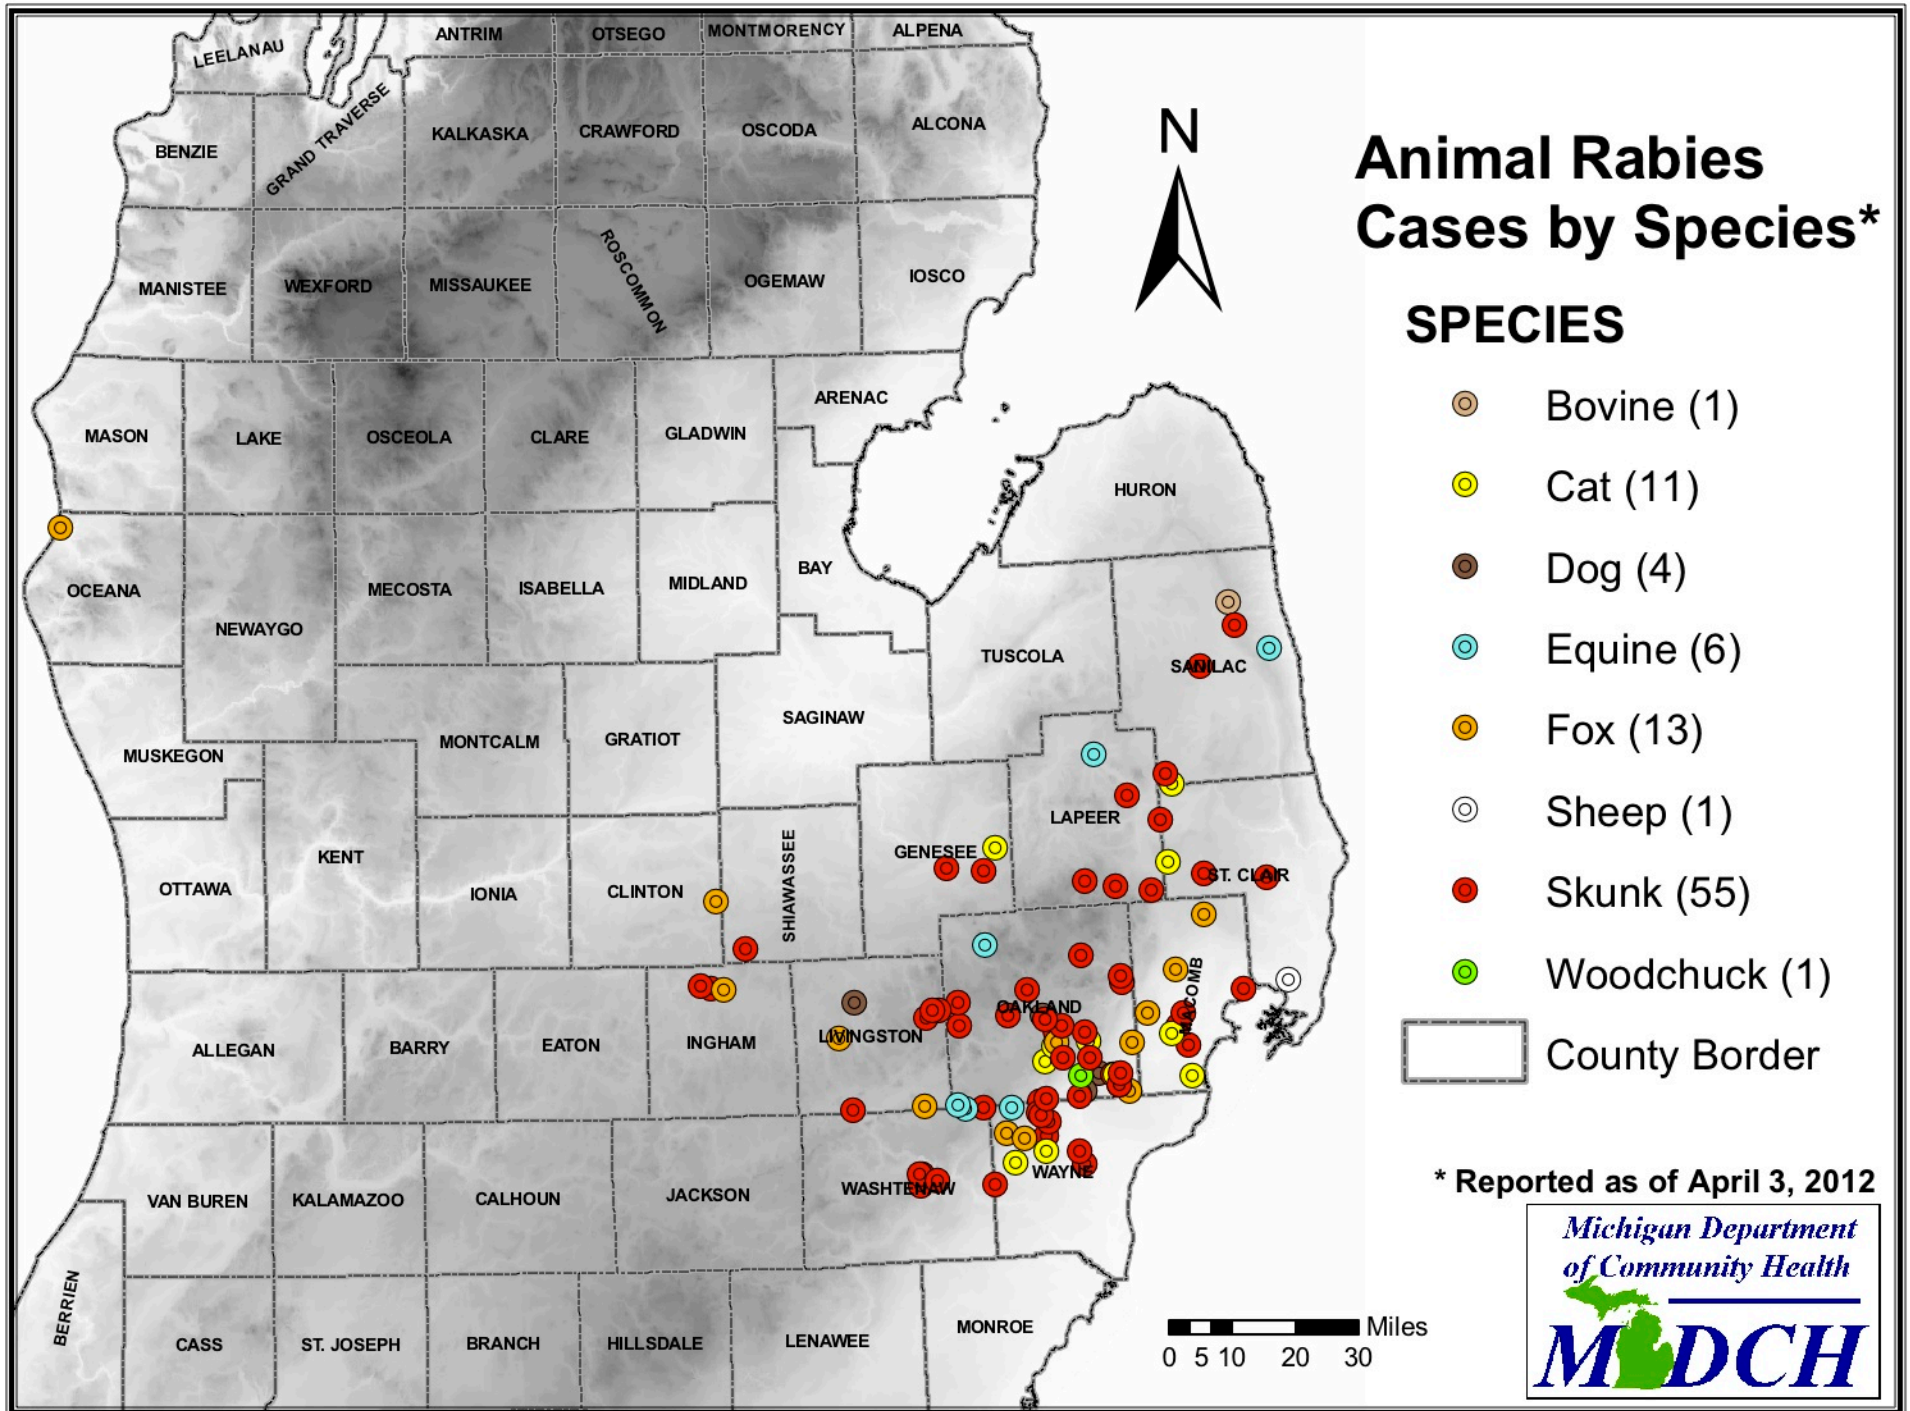 LEELANAU
ANTRIM
OTSEGO
MONTMORENCY
ALPENA
BENZIE
GRAND TRAVERSE
KALKASKA
CRAWFORD
OSCODA
ALCONA
MANISTEE
WEXFORD
MISSAUKEE
ROSCOMMON
OGEMAW
IOSCO
MASON
LAKE
OSCEOLA
CLARE
GLADWIN
ARENAC
HURON
OCEANA
NEWAYGO
MECOSTA
ISABELLA
MIDLAND
BAY
TUSCOLA
SANILAC
MUSKEGON
MONTCALM
GRATIOT
SAGINAW
LAPEER
OTTAWA
KENT
IONIA
CLINTON
SHIAWASSEE
GENESEE
ST. CLAIR
ALLEGAN
BARRY
EATON
INGHAM
LIVINGSTON
OAKLAND
MACOMB
VAN BUREN
KALAMAZOO
CALHOUN
JACKSON
WASHTENAW
WAYNE
BERRIEN
CASS
ST. JOSEPH
BRANCH
HILLSDALE
LENAWEE
MONROE
N
Animal Rabies
Cases by Species*
SPECIES
Bovine (1)
Cat (11)
Dog (4)
Equine (6)
Fox (13)
Sheep (1)
Skunk (55)
Woodchuck (1)
County Border
* Reported as of April 3, 2012
Miles
0 5 10 20 30
Michigan Department
of Community Health
MDCH